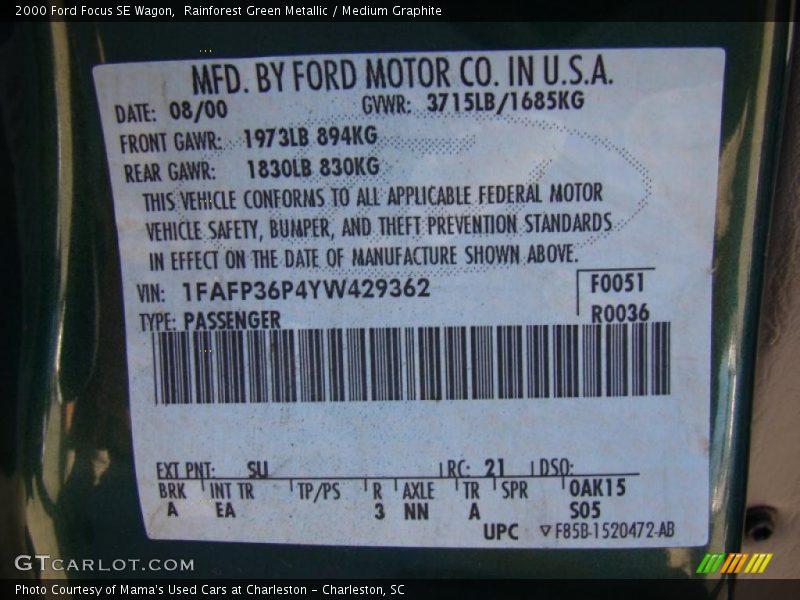 2000 Ford Focus SE Wagon,  Rainforest Green Metallic / Medium Graphite
MFD. BY FORD MOTOR CO. IN U.S.A.
DATE: 08/00 GVWR: 3715LB/1685KG
FRONT GAWR: 1973LB 894KG
REAR GAWR: 1830LB 830KG
THIS VEHICLE CONFORMS TO ALL APPLICABLE FEDERAL MOTOR
VEHICLE SAFETY, BUMPER, AND THEFT PREVENTION STANDARDS
IN EFFECT ON THE DATE OF MANUFACTURE SHOWN ABOVE.
VIN: 1FAFP36P4YW429362 F0051
TYPE: PASSENGER R0036
EXT PNT: SU RC: 21 DSO:
BRK INT TR TP/PS R AXLE TR SPR 0AK15
A EA 3 NN A S05
UPC ▽F85B-1520472-AB
GTCARLOT.COM
Photo Courtesy of Mama's Used Cars at Charleston - Charleston, SC